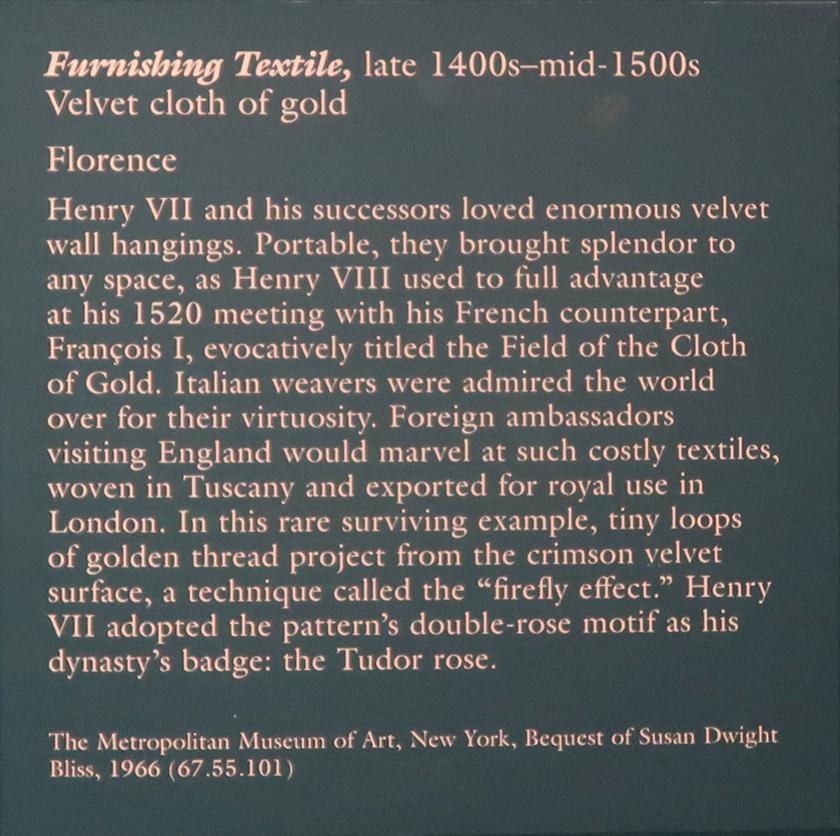 Furnishing Textile, late 1400s–mid-1500s
Velvet cloth of gold
Florence
Henry VII and his successors loved enormous velvet
wall hangings. Portable, they brought splendor to
any space, as Henry VIII used to full advantage
at his 1520 meeting with his French counterpart,
François I, evocatively titled the Field of the Cloth
of Gold. Italian weavers were admired the world
over for their virtuosity. Foreign ambassadors
visiting England would marvel at such costly textiles,
woven in Tuscany and exported for royal use in
London. In this rare surviving example, tiny loops
of golden thread project from the crimson velvet
surface, a technique called the “firefly effect.” Henry
VII adopted the pattern’s double-rose motif as his
dynasty’s badge: the Tudor rose.
The Metropolitan Museum of Art, New York, Bequest of Susan Dwight
Bliss, 1966 (67.55.101)